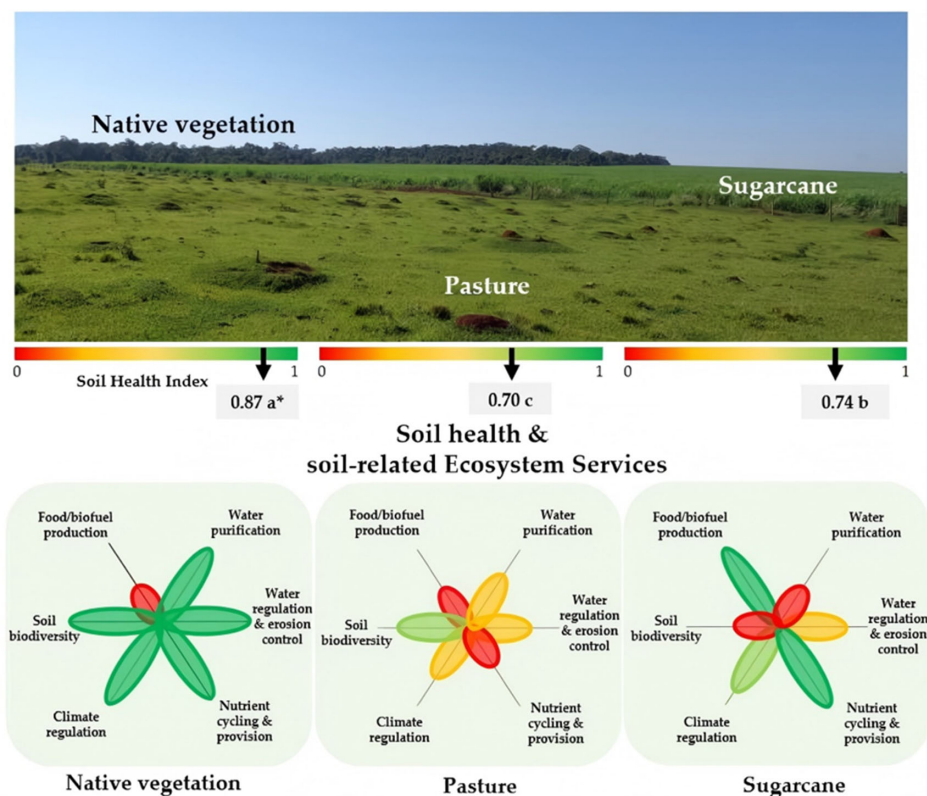 Native vegetation
Sugarcane
Pasture
0 1 0 1 0 1
Soil Health Index
0.87 a*
0.70 c
0.74 b
Soil health &
soil-related Ecosystem Services
Food/biofuel
production
Water
purification
Soil
biodiversity
Water
regulation
& erosion
control
Climate
regulation
Nutrient
cycling &
provision
Native vegetation
Food/biofuel
production
Water
purification
Soil
biodiversity
Water
regulation
& erosion
control
Climate
regulation
Nutrient
cycling &
provision
Pasture
Food/biofuel
production
Water
purification
Soil
biodiversity
Water
regulation
& erosion
control
Climate
regulation
Nutrient
cycling &
provision
Sugarcane